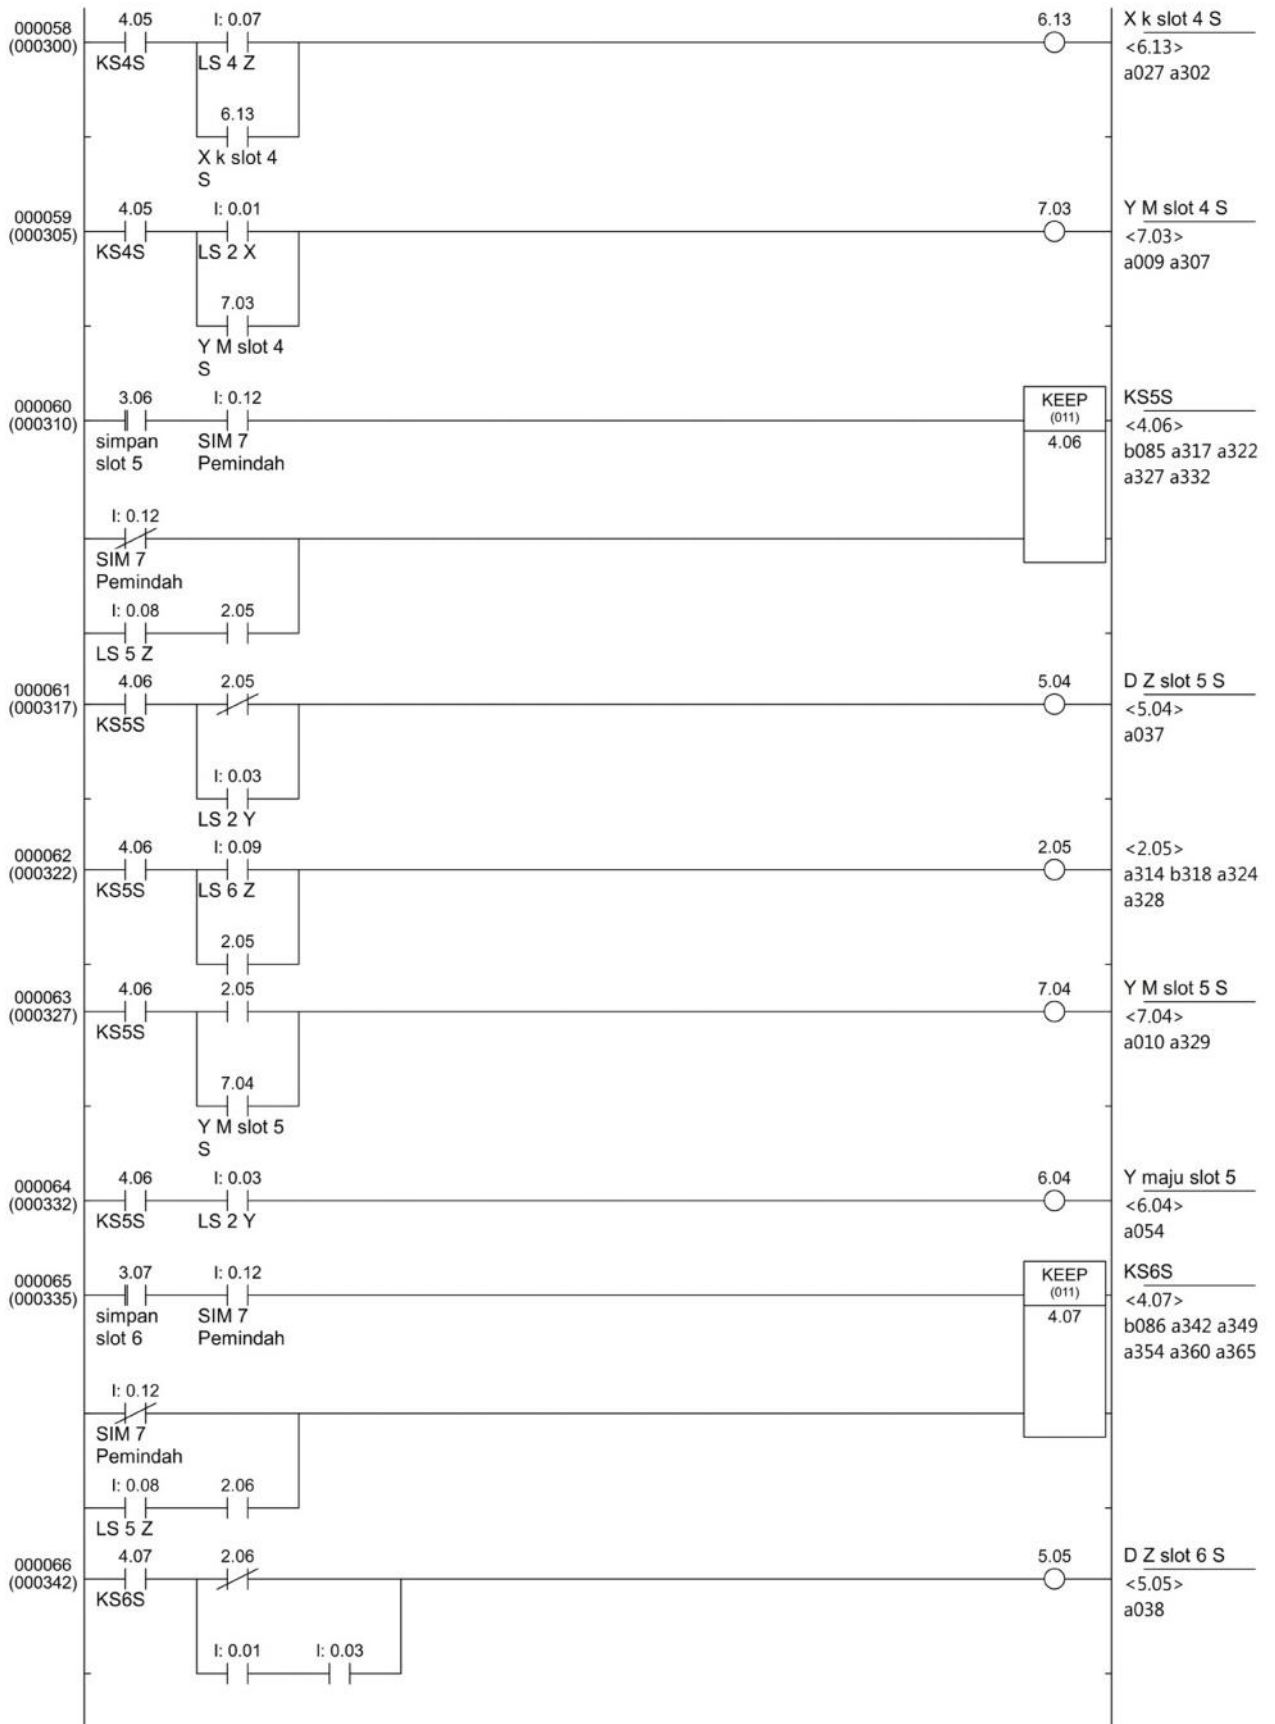 000058
(000300)
4.05
I: 0.07
6.13
X k slot 4 S
KS4S
LS 4 Z
<6.13>
a027 a302
6.13
X k slot 4
S
000059
(000305)
4.05
I: 0.01
7.03
Y M slot 4 S
KS4S
LS 2 X
<7.03>
a009 a307
7.03
Y M slot 4
S
000060
(000310)
3.06
I: 0.12
KEEP
(011)
4.06
KS5S
simpan
slot 5
SIM 7
Pemindah
<4.06>
b085 a317 a322
a327 a332
I: 0.12
SIM 7
Pemindah
I: 0.08
2.05
LS 5 Z
000061
(000317)
4.06
2.05
5.04
D Z slot 5 S
KS5S
<5.04>
a037
I: 0.03
LS 2 Y
000062
(000322)
4.06
I: 0.09
2.05
<2.05>
KS5S
LS 6 Z
a314 b318 a324
a328
2.05
000063
(000327)
4.06
2.05
7.04
Y M slot 5 S
KS5S
<7.04>
a010 a329
7.04
Y M slot 5
S
000064
(000332)
4.06
I: 0.03
6.04
Y maju slot 5
KS5S
LS 2 Y
<6.04>
a054
000065
(000335)
3.07
I: 0.12
KEEP
(011)
4.07
KS6S
simpan
slot 6
SIM 7
Pemindah
<4.07>
b086 a342 a349
a354 a360 a365
I: 0.12
SIM 7
Pemindah
I: 0.08
2.06
LS 5 Z
000066
(000342)
4.07
2.06
5.05
D Z slot 6 S
KS6S
<5.05>
a038
I: 0.01
I: 0.03